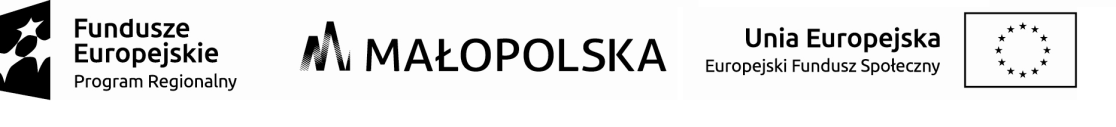 Fundusze
Europejskie
Program Regionalny
MAŁOPOLSKA
Unia Europejska
Europejski Fundusz Społeczny